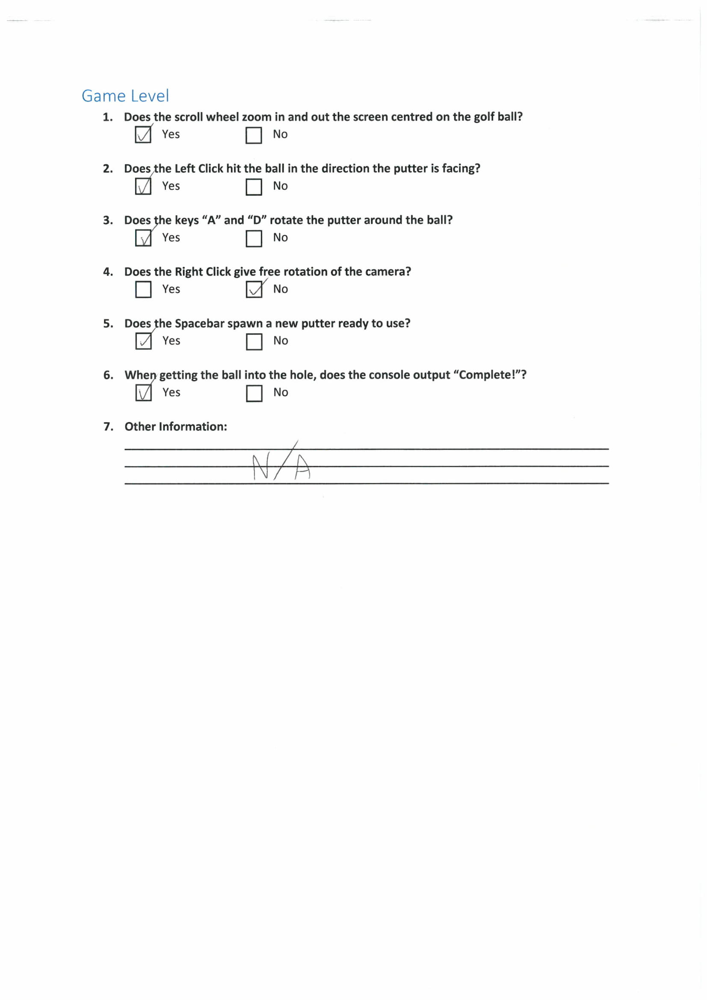 Game Level
1. Does the scroll wheel zoom in and out the screen centred on the golf ball?
☑ Yes ☐ No
2. Does the Left Click hit the ball in the direction the putter is facing?
☑ Yes ☐ No
3. Does the keys “A” and “D” rotate the putter around the ball?
☑ Yes ☐ No
4. Does the Right Click give free rotation of the camera?
☐ Yes ☑ No
5. Does the Spacebar spawn a new putter ready to use?
☑ Yes ☐ No
6. When getting the ball into the hole, does the console output “Complete!”?
☑ Yes ☐ No
7. Other Information:
N/A